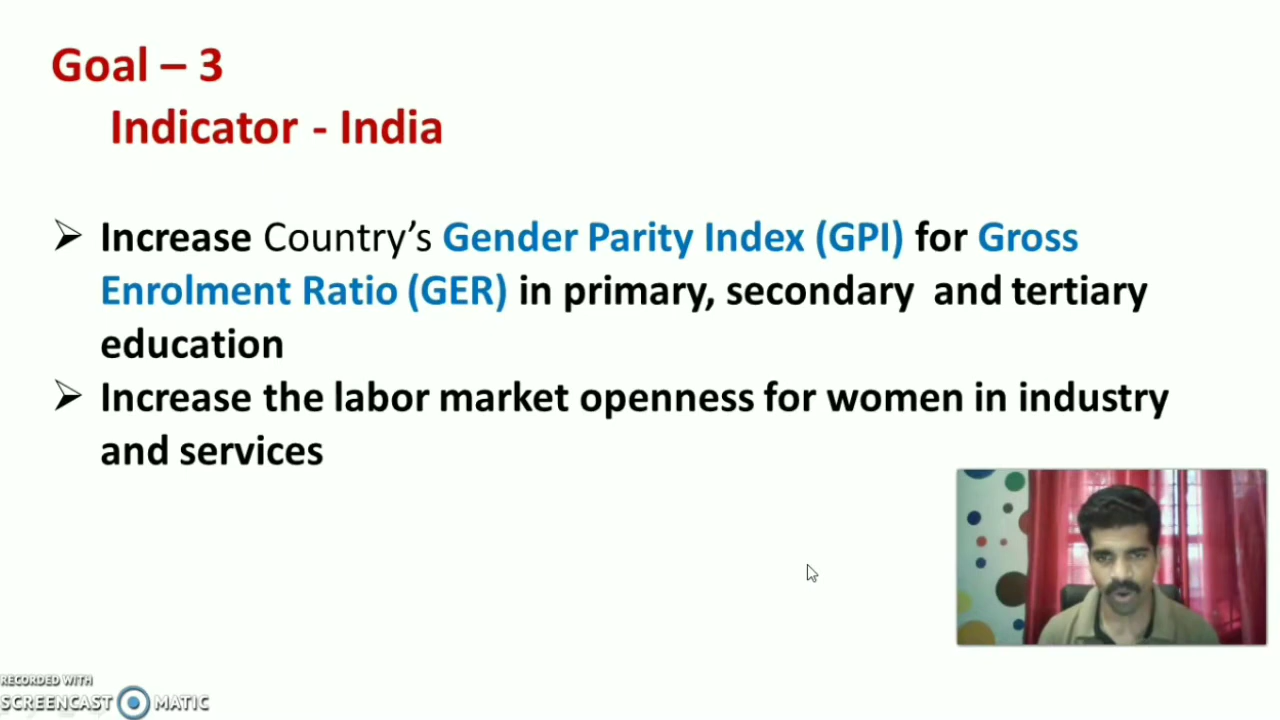 Goal – 3
Indicator - India
➢ Increase Country’s Gender Parity Index (GPI) for Gross
Enrolment Ratio (GER) in primary, secondary and tertiary
education
➢ Increase the labor market openness for women in industry
and services
RECORDED WITH
SCREENCAST MATIC